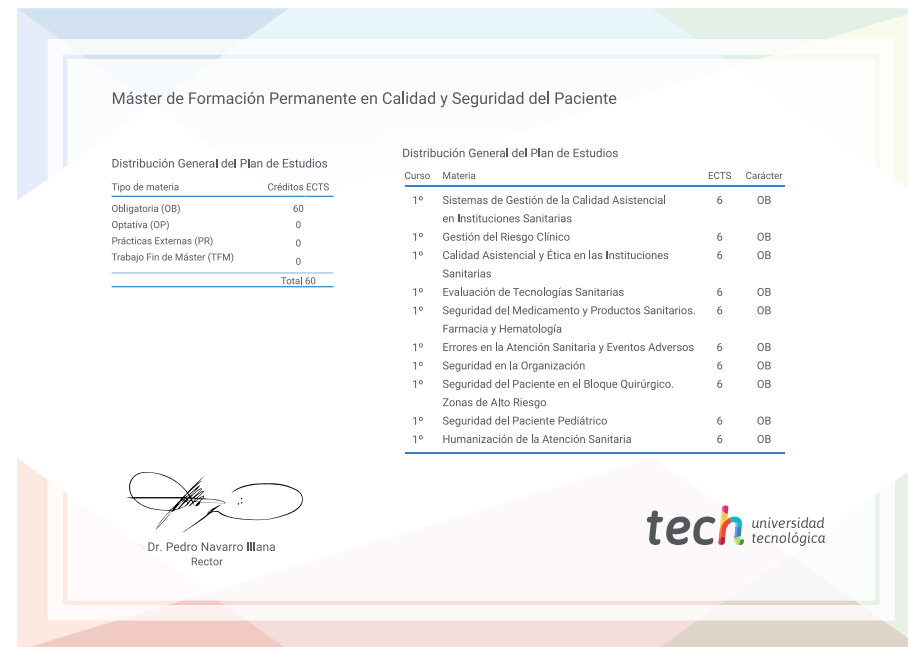 Máster de Formación Permanente en Calidad y Seguridad del Paciente
Distribución General del Plan de Estudios
Tipo de materia Créditos ECTS
Obligatoria (OB) 60
Optativa (OP) 0
Prácticas Externas (PR) 0
Trabajo Fin de Máster (TFM) 0
Total 60
Distribución General del Plan de Estudios
Curso Materia ECTS Carácter
1º Sistemas de Gestión de la Calidad Asistencial 6 OB
en Instituciones Sanitarias
1º Gestión del Riesgo Clínico 6 OB
1º Calidad Asistencial y Ética en las Instituciones 6 OB
Sanitarias
1º Evaluación de Tecnologías Sanitarias 6 OB
1º Seguridad del Medicamento y Productos Sanitarios. 6 OB
Farmacia y Hematología
1º Errores en la Atención Sanitaria y Eventos Adversos 6 OB
1º Seguridad en la Organización 6 OB
1º Seguridad del Paciente en el Bloque Quirúrgico. 6 OB
Zonas de Alto Riesgo
1º Seguridad del Paciente Pediátrico 6 OB
1º Humanización de la Atención Sanitaria 6 OB
Dr. Pedro Navarro Illana
Rector
tech universidad
tecnológica